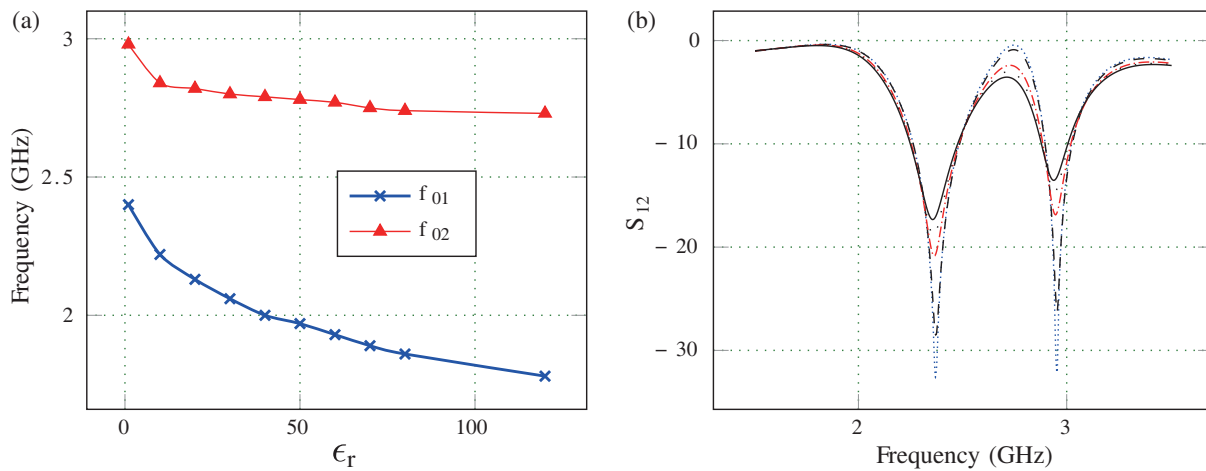 (a)
3
2.5
2
Frequency (GHz)
f 01
f 02
0
50
100
ϵr
(b)
0
− 10
− 20
− 30
S12
2
3
Frequency (GHz)